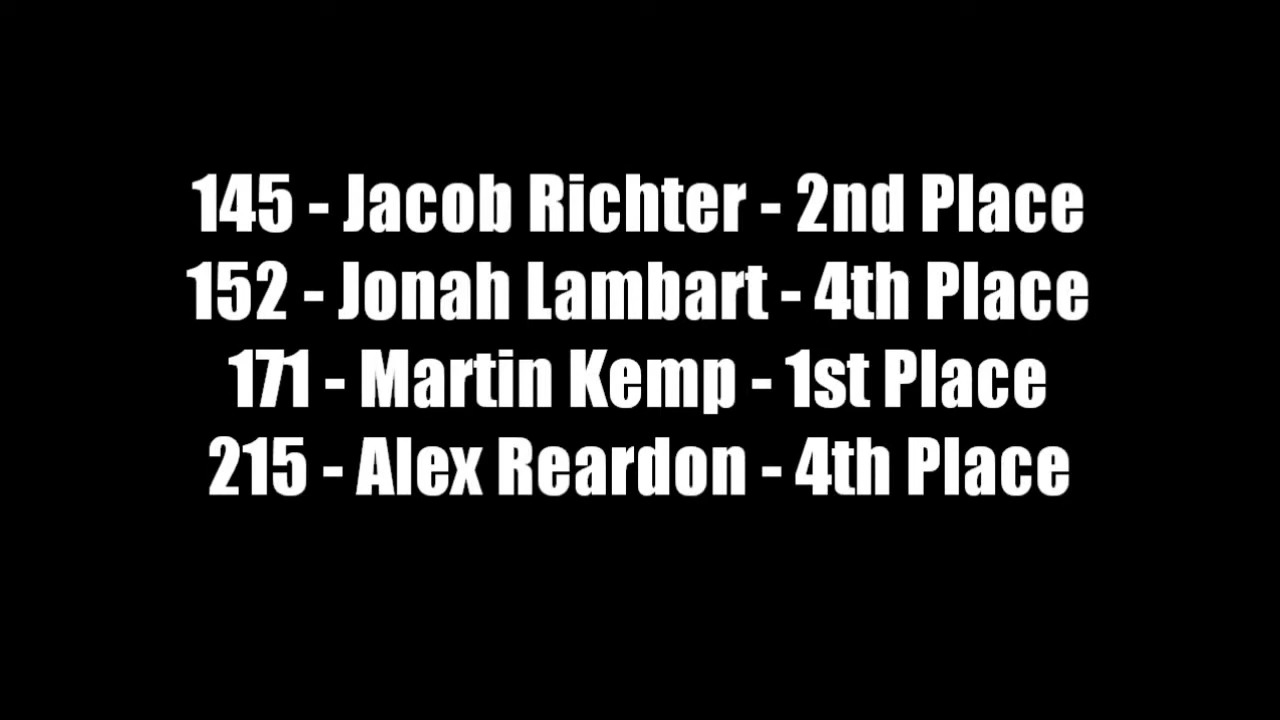 145 - Jacob Richter - 2nd Place
152 - Jonah Lambart - 4th Place
171 - Martin Kemp - 1st Place
215 - Alex Reardon - 4th Place